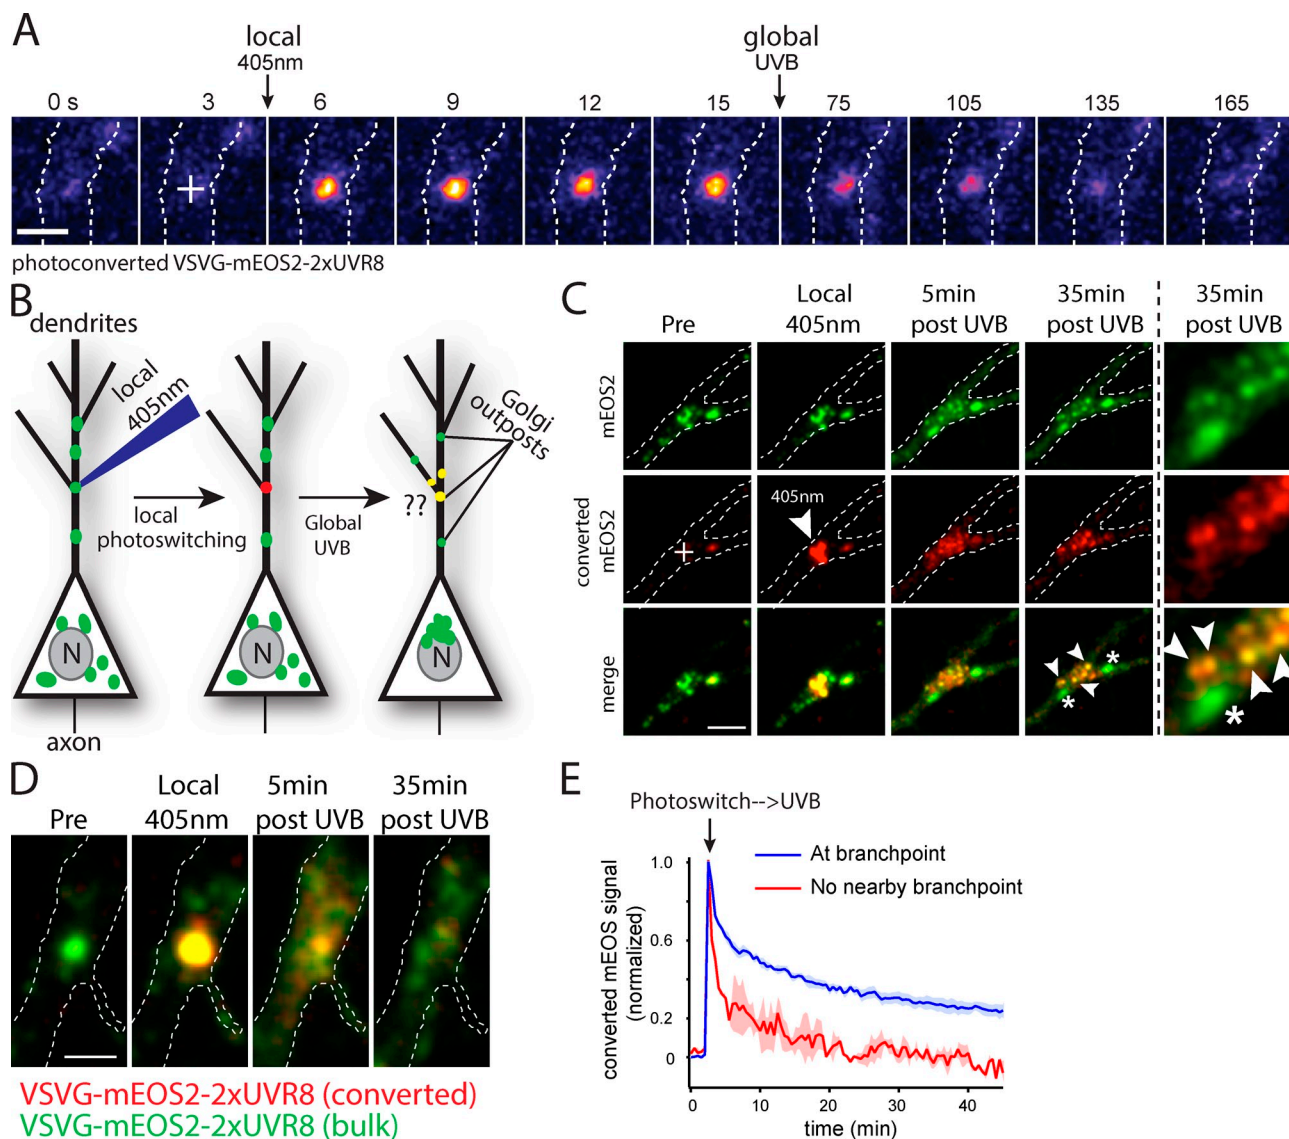 A
local
405nm
global
UVB
0 s
3
6
9
12
15
75
105
135
165
photoconverted VSVG-mEOS2-2xUVR8
B
dendrites
local
405nm
local
photoswitching
Global
UVB
??
Golgi
outposts
N
N
N
axon
C
Pre
Local
405nm
5min
post UVB
35min
post UVB
35min
post UVB
mEOS2
converted
mEOS2
405nm
merge
*
*
*
D
Pre
Local
405nm
5min
post UVB
35min
post UVB
VSVG-mEOS2-2xUVR8 (converted)
VSVG-mEOS2-2xUVR8 (bulk)
E
Photoswitch-->UVB
At branchpoint
No nearby branchpoint
converted mEOS signal
(normalized)
1.0
0.6
0.2
0
0
10
20
30
40
time (min)